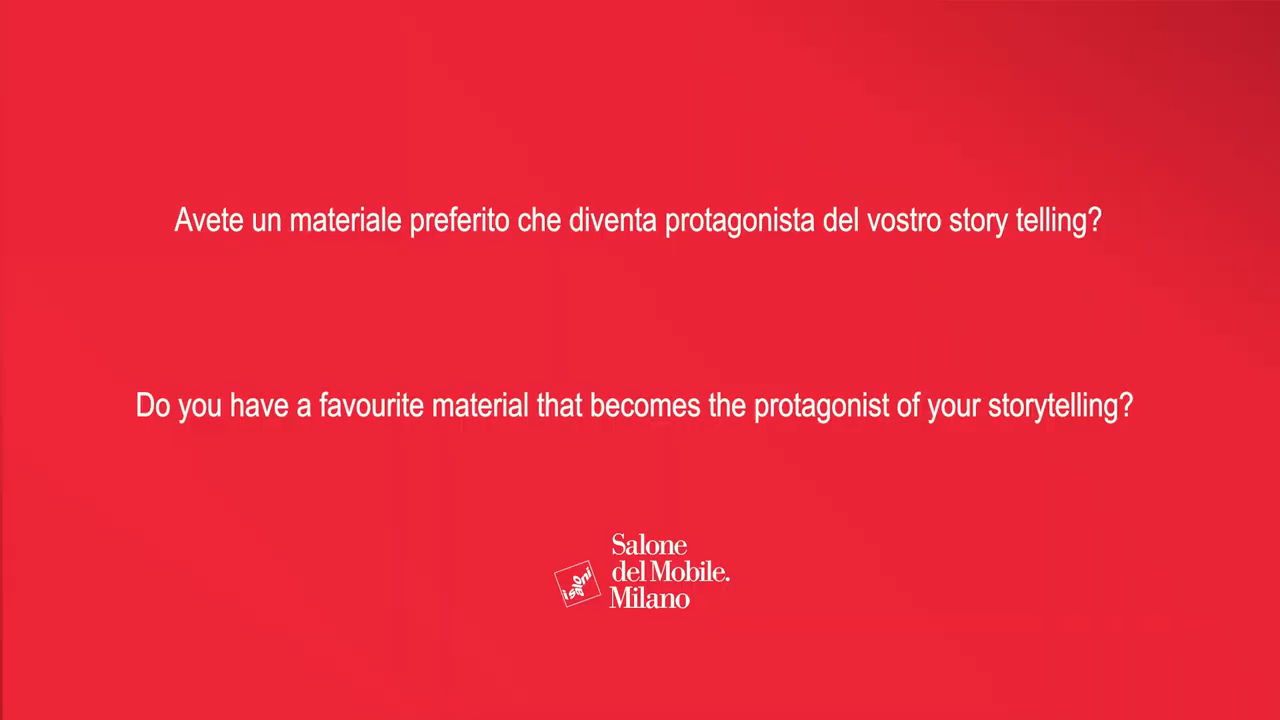 Avete un materiale preferito che diventa protagonista del vostro story telling?
Do you have a favourite material that becomes the protagonist of your storytelling?
Salone
del Mobile.
Milano
i saloni